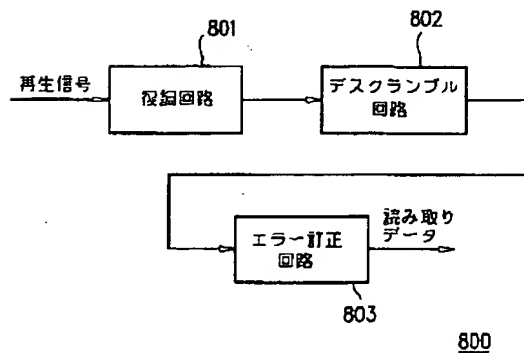 801
802
再生信号
復調回路
デスクランブル
回路
エラー訂正
回路
読み取り
データ
803
800